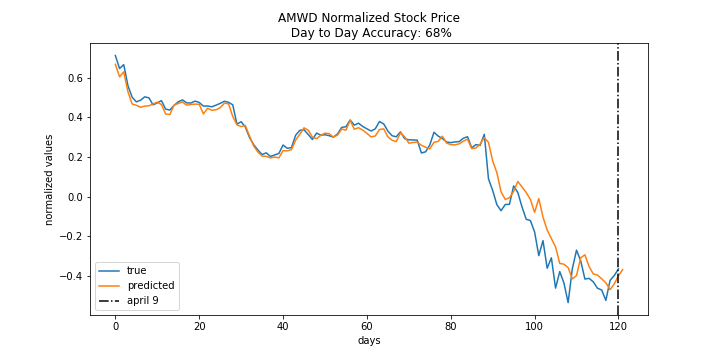 AMWD Normalized Stock Price
Day to Day Accuracy: 68%
normalized values
0.6
0.4
0.2
0.0
−0.2
−0.4
true
predicted
april 9
0 20 40 60 80 100 120
days